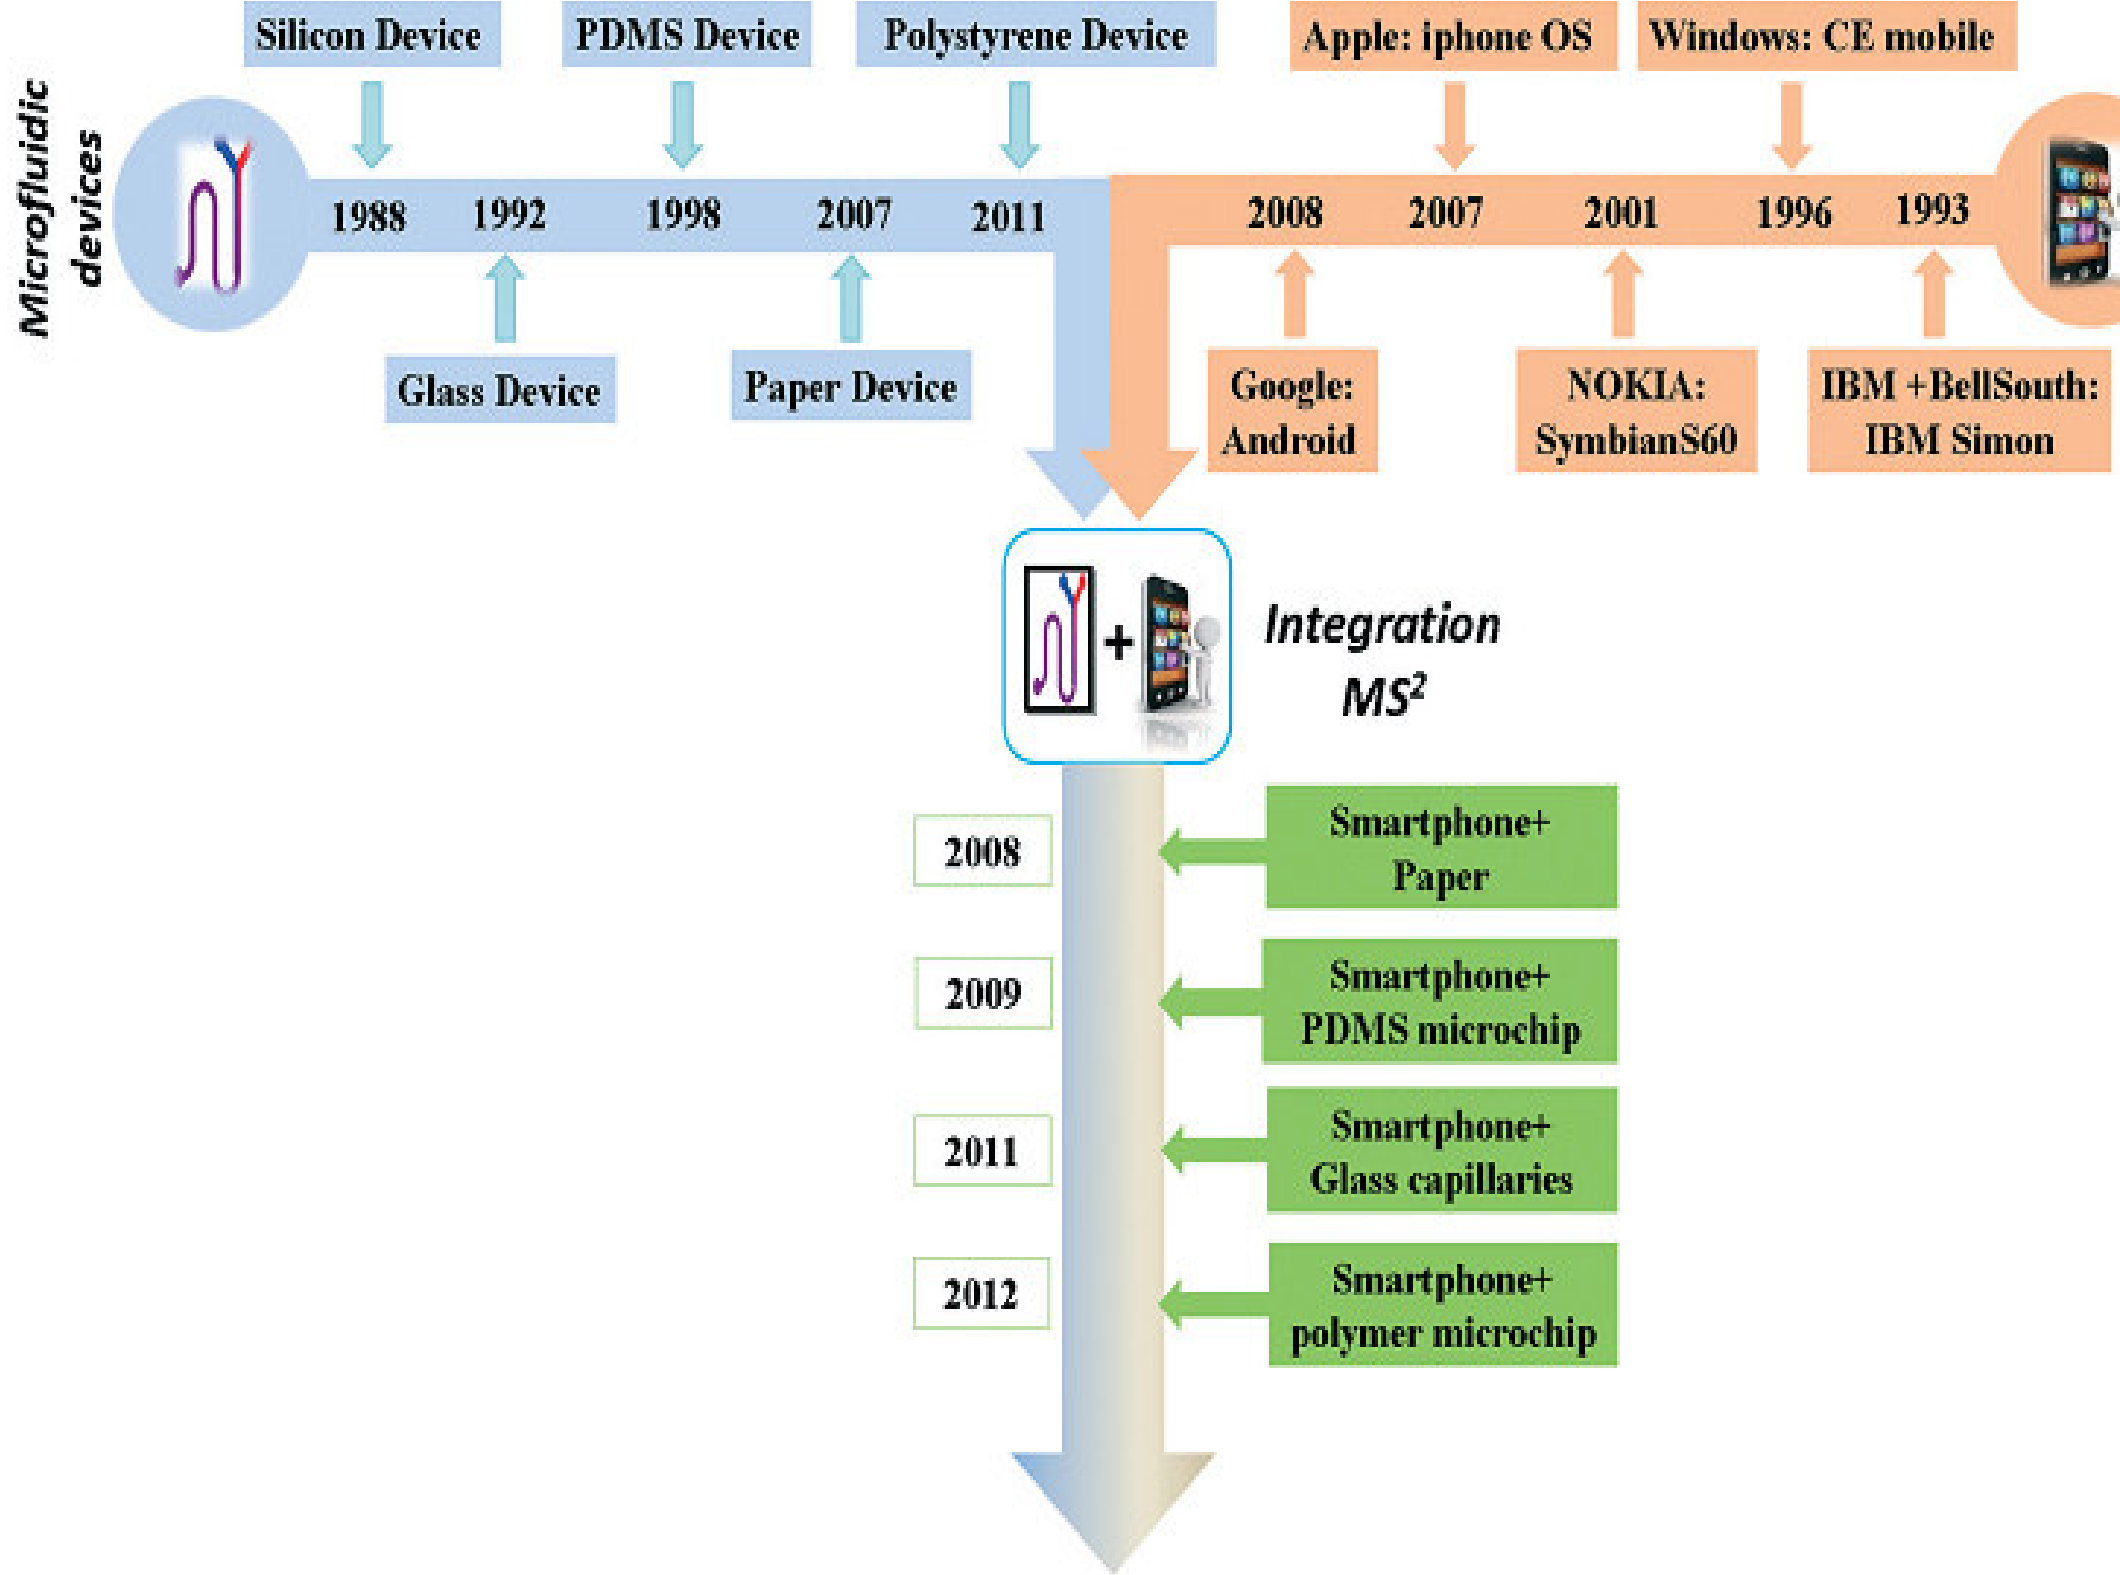 Microfluidic
devices
Silicon Device
PDMS Device
Polystyrene Device
1988
1992
1998
2007
2011
Glass Device
Paper Device
Apple: iphone OS
Windows: CE mobile
2008
2007
2001
1996
1993
Google:
Android
NOKIA:
SymbianS60
IBM +BellSouth:
IBM Simon
+
Integration
MS²
2008
Smartphone+
Paper
2009
Smartphone+
PDMS microchip
2011
Smartphone+
Glass capillaries
2012
Smartphone+
polymer microchip